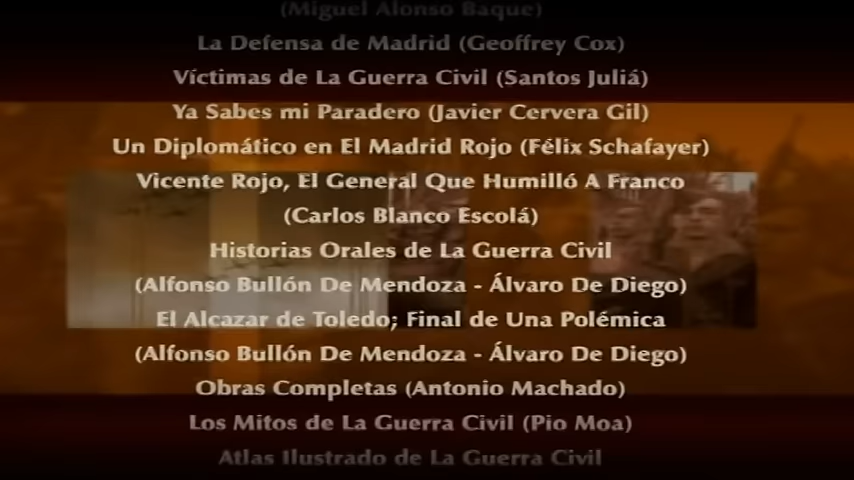 (Miguel Alonso Baque)
La Defensa de Madrid (Geoffrey Cox)
Víctimas de La Guerra Civil (Santos Juliá)
Ya Sabes mi Paradero (Javier Cervera Gil)
Un Diplomático en El Madrid Rojo (Félix Schafayer)
Vicente Rojo, El General Que Humilló A Franco
(Carlos Blanco Escolá)
Historias Orales de La Guerra Civil
(Alfonso Bullón De Mendoza - Álvaro De Diego)
El Alcazar de Toledo; Final de Una Polémica
(Alfonso Bullón De Mendoza - Álvaro De Diego)
Obras Completas (Antonio Machado)
Los Mitos de La Guerra Civil (Pio Moa)
Atlas Ilustrado de La Guerra Civil